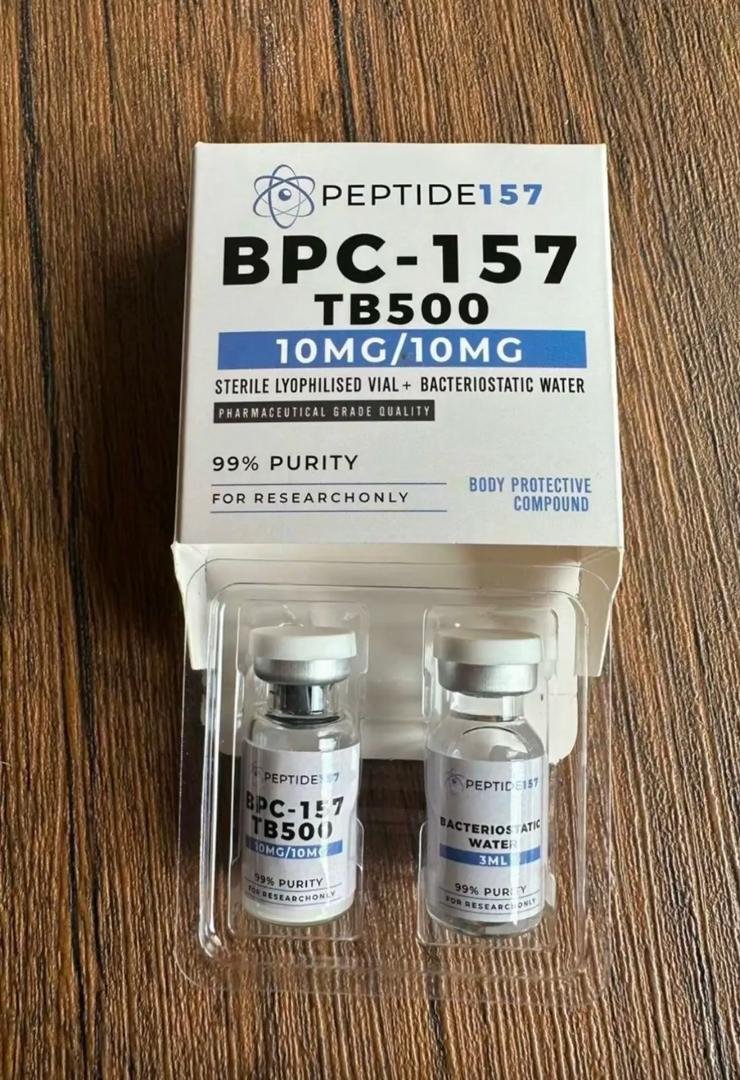 PEPTIDE157
BPC-157
TB500
10MG/10MG
STERILE LYOPHILISED VIAL + BACTERIOSTATIC WATER
PHARMACEUTICAL GRADE QUALITY
99% PURITY
FOR RESEARCHONLY
BODY PROTECTIVE
COMPOUND
PEPTIDE157
BPC-157
TB500
10MG/10MG
99% PURITY
FOR RESEARCHONLY
PEPTIDE157
BACTERIOSTATIC
WATER
3ML
99% PURITY
FOR RESEARCHONLY